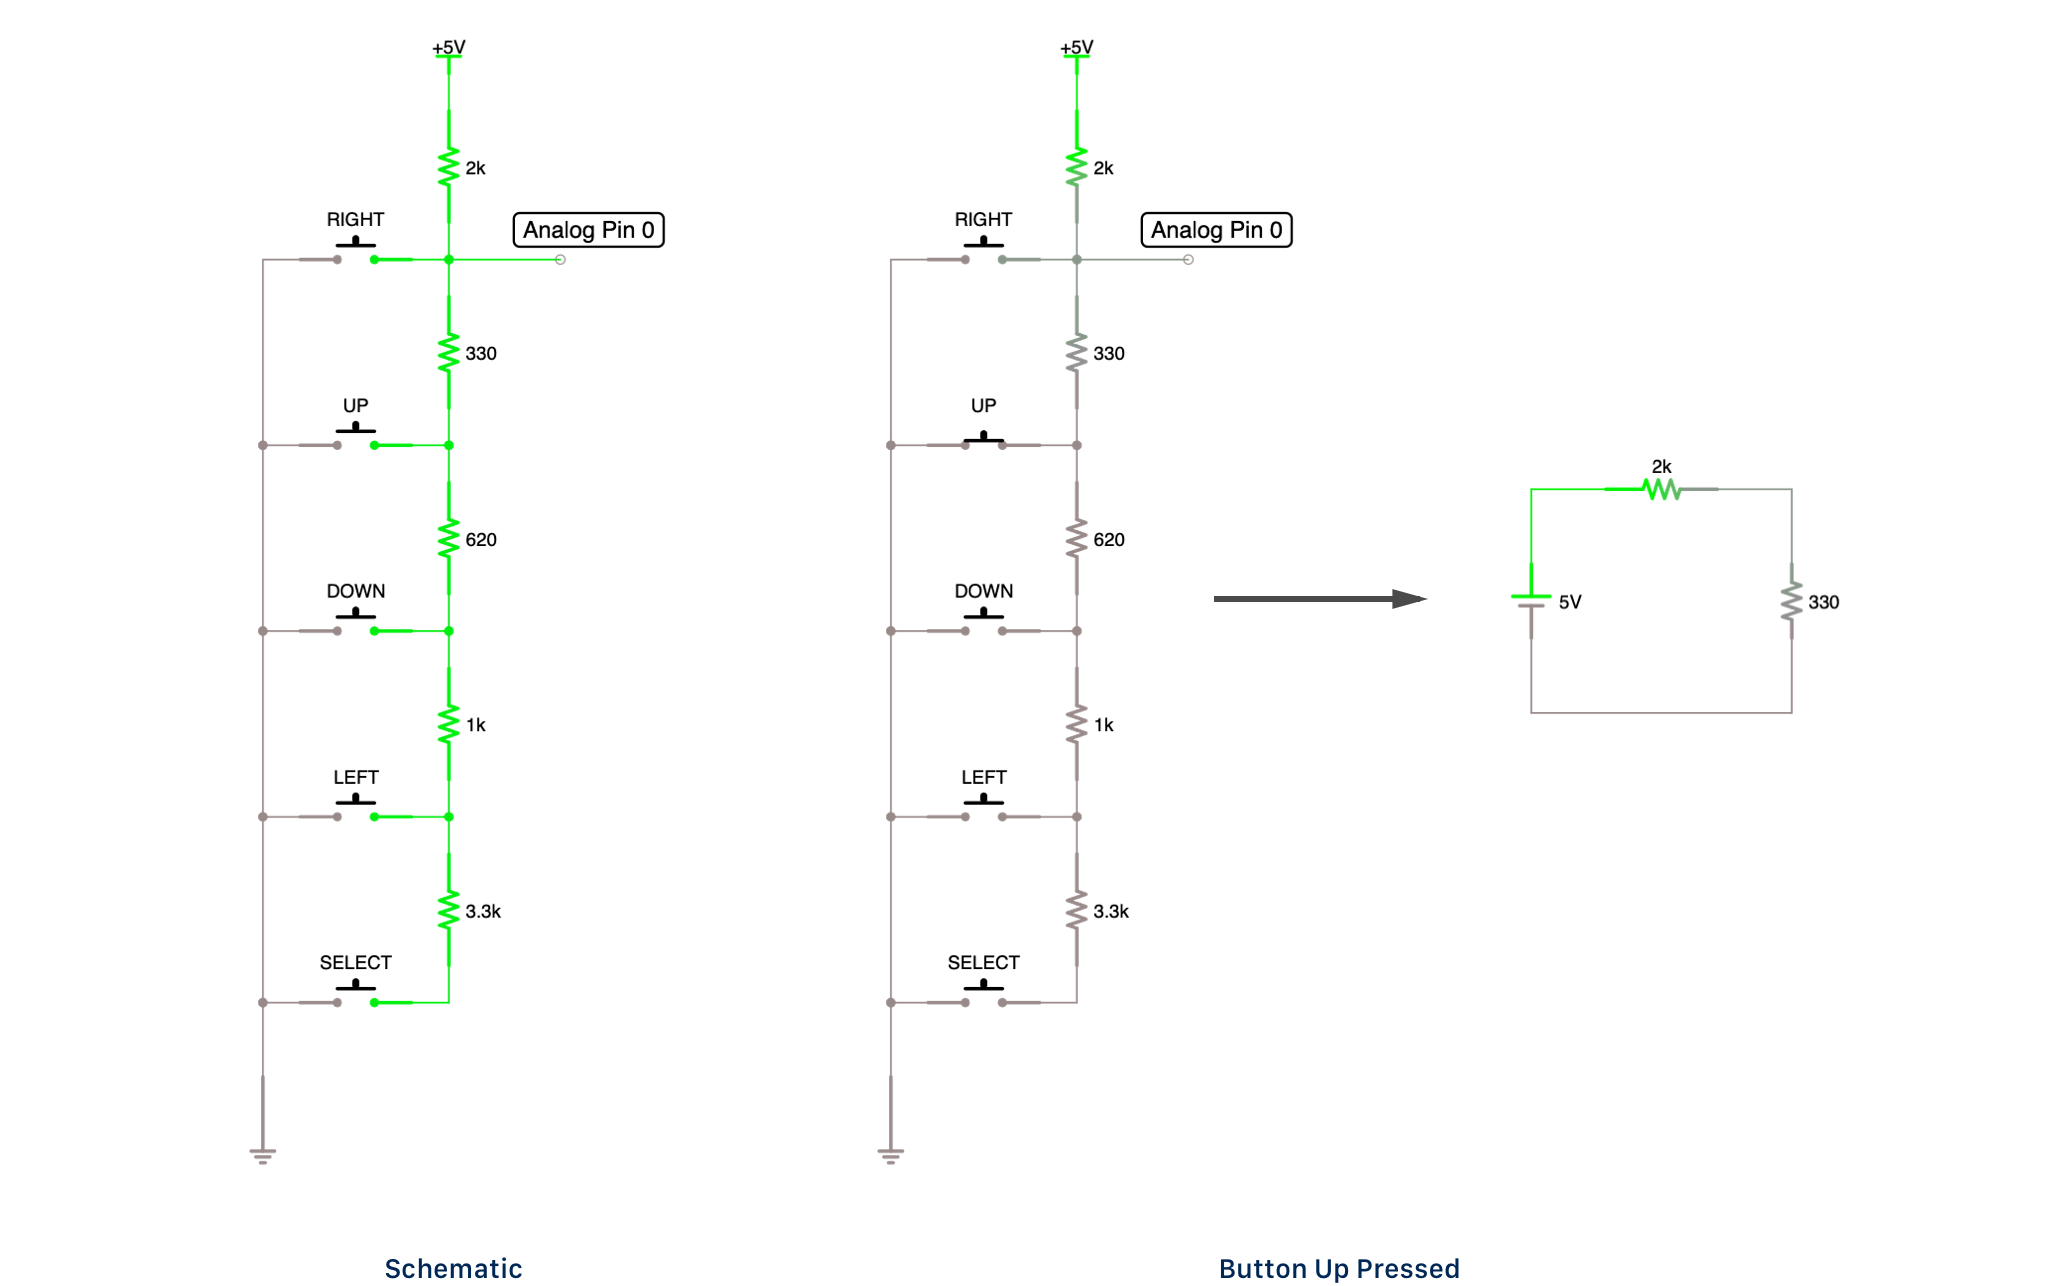 +5V
2k
RIGHT
Analog Pin 0
330
UP
620
DOWN
1k
LEFT
3.3k
SELECT
Schematic
+5V
2k
RIGHT
Analog Pin 0
330
UP
620
DOWN
1k
LEFT
3.3k
SELECT
2k
5V
330
Button Up Pressed